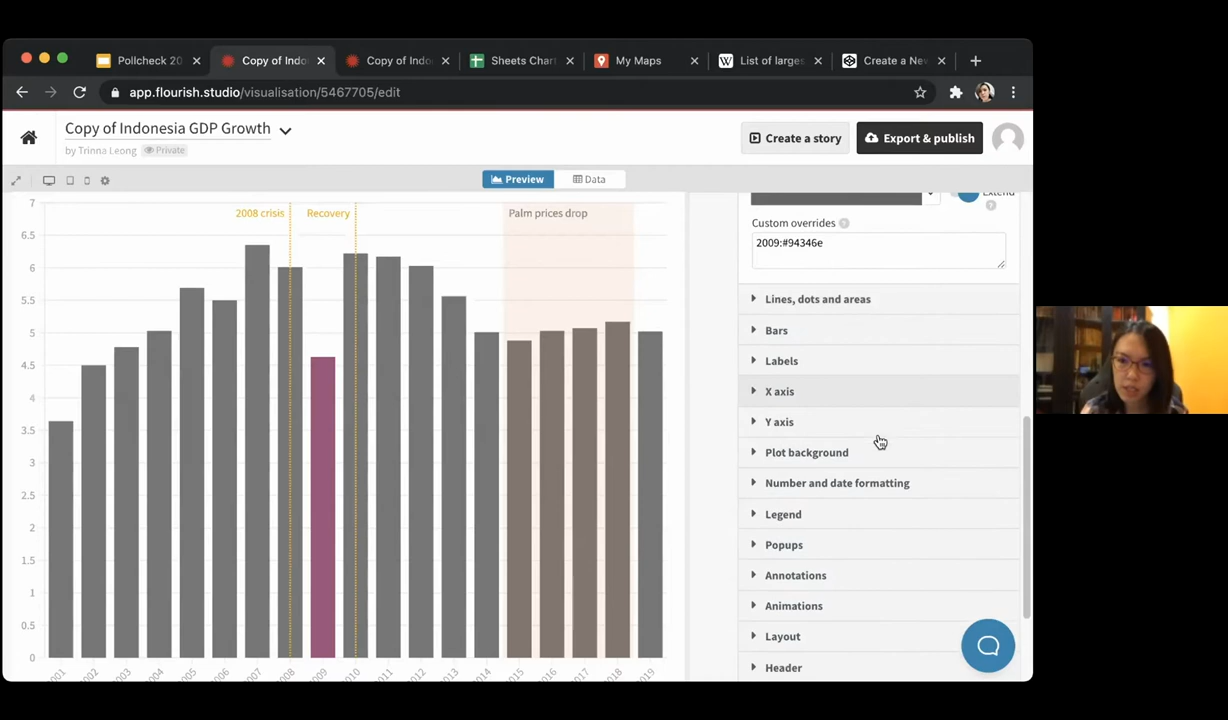 Pollcheck 20
Copy of Indo
Copy of Indo
Sheets Chart
My Maps
List of larges
Create a New
app.flourish.studio/visualisation/5467705/edit
Copy of Indonesia GDP Growth
by Trinna Leong Private
Create a story
Export & publish
Preview
Data
Extend
Custom overrides
2009:#94346e
Lines, dots and areas
Bars
Labels
X axis
Y axis
Plot background
Number and date formatting
Legend
Popups
Annotations
Animations
Layout
Header
2008 crisis
Recovery
Palm prices drop
7
6.5
6
5.5
5
4.5
4
3.5
3
2.5
2
1.5
1
0.5
0